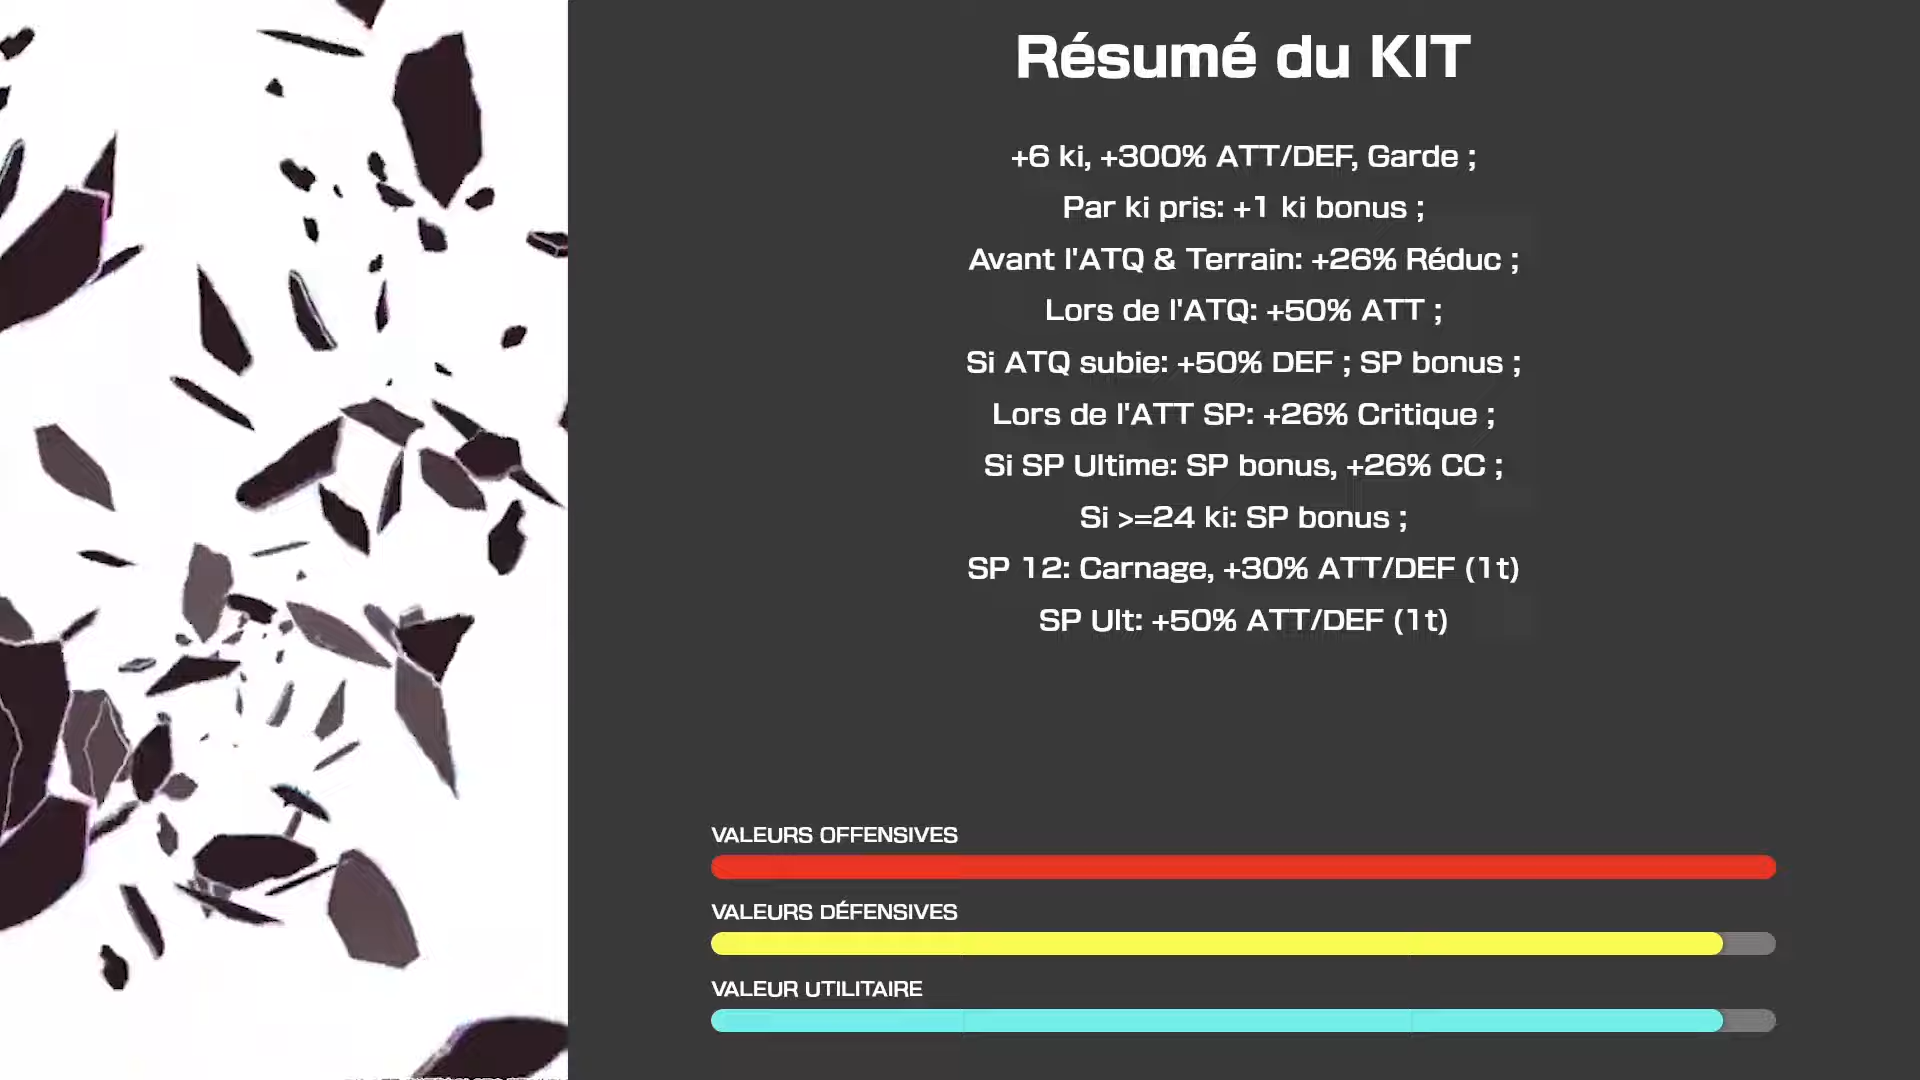 Résumé du KIT
+6 ki, +300% ATT/DEF, Garde ;
Par ki pris: +1 ki bonus ;
Avant l'ATQ & Terrain: +26% Réduc ;
Lors de l'ATQ: +50% ATT ;
Si ATQ subie: +50% DEF ; SP bonus ;
Lors de l'ATT SP: +26% Critique ;
Si SP Ultime: SP bonus, +26% CC ;
Si >=24 ki: SP bonus ;
SP 12: Carnage, +30% ATT/DEF (1t)
SP Ult: +50% ATT/DEF (1t)
VALEURS OFFENSIVES
VALEURS DÉFENSIVES
VALEUR UTILITAIRE